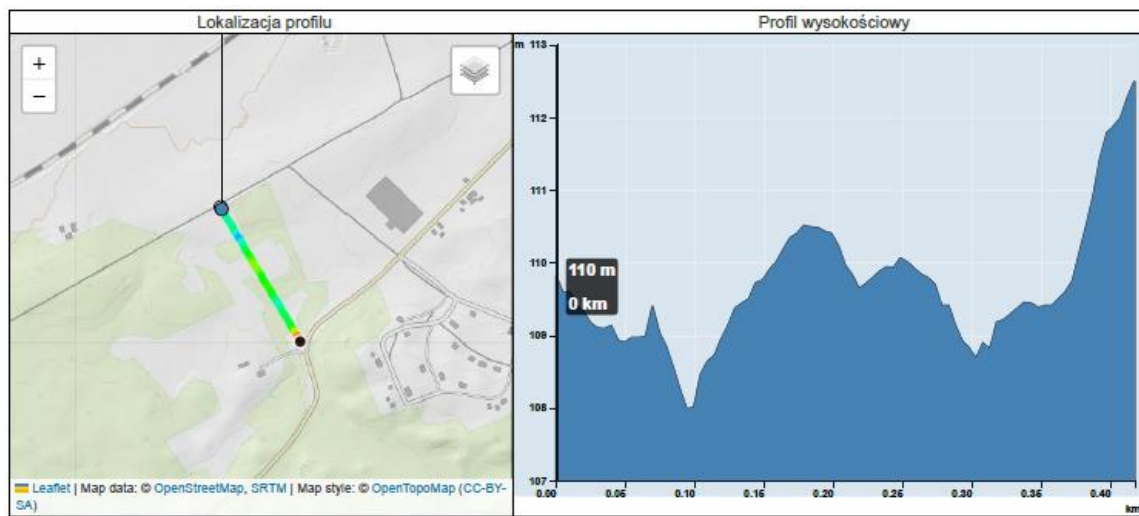 Lokalizacja profilu
Profil wysokościowy
+
−
m
113
112
111
110
109
108
107
110 m
0 km
0.00
0.05
0.10
0.15
0.20
0.25
0.30
0.35
0.40
km
Leaflet | Map data: © OpenStreetMap, SRTM | Map style: © OpenTopoMap (CC-BY-
SA)